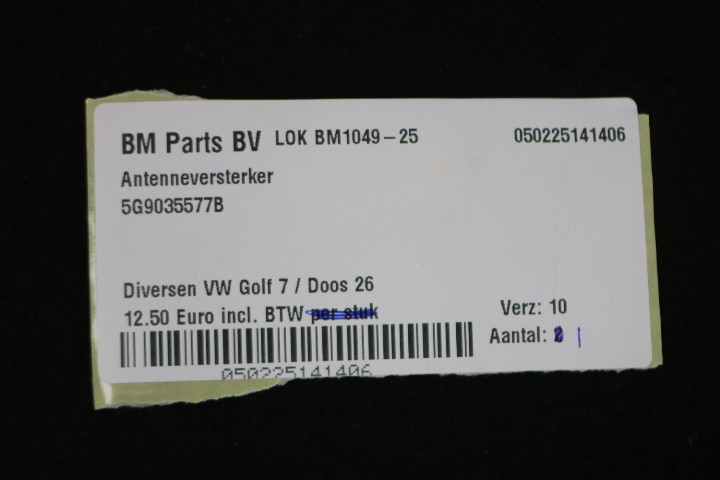 BM Parts BV LOK BM1049-25 050225141406
Antenneversterker
5G9035577B
Diversen VW Golf 7 / Doos 26
12.50 Euro incl. BTW per stuk
Verz: 10
Aantal: 2 1
050225141406